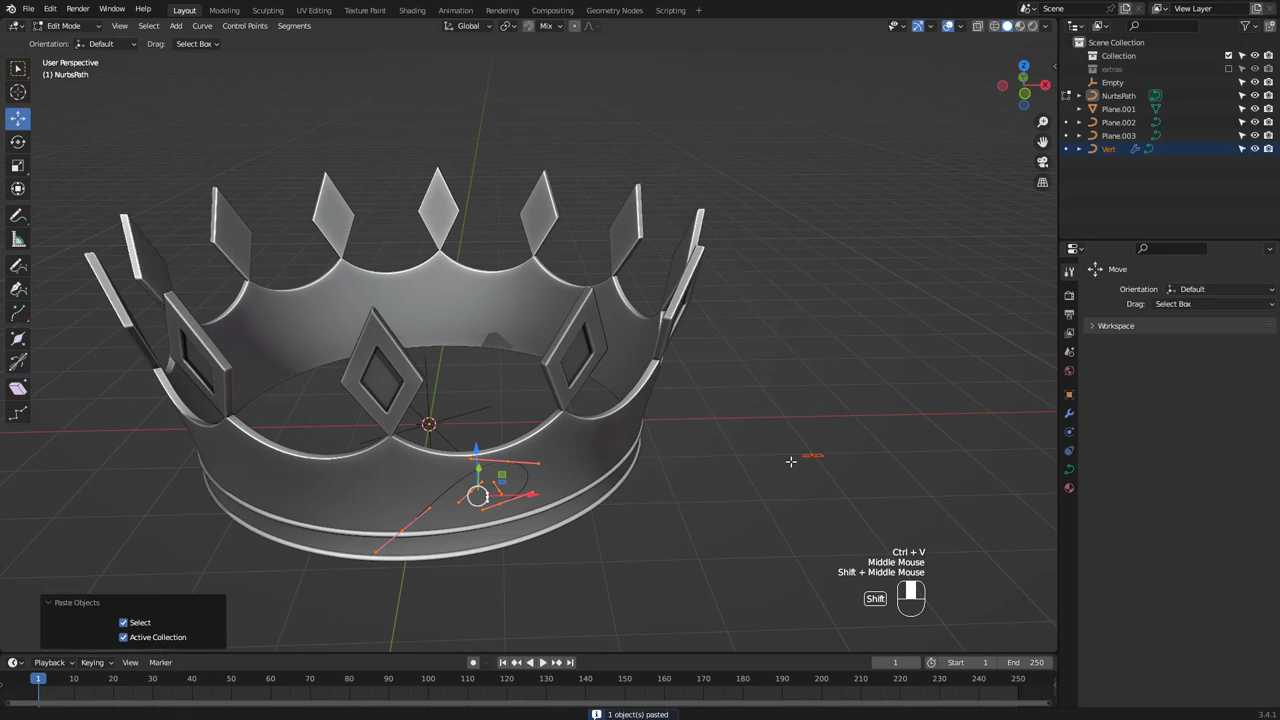 File Edit Render Window Help Layout Modeling Sculpting UV Editing Texture Paint Shading Animation Rendering Compositing Geometry Nodes Scripting + Scene View Layer
Edit Mode View Select Add Curve Control Points Segments Global Mix
Orientation: Default Drag: Select Box
User Perspective
(1) NurbsPath
Z
Y
X
Scene Collection
Collection
extras
Empty
NurbsPath
Plane.001
Plane.002
Plane.003
Vert
Move
Orientation Default
Drag: Select Box
Workspace
Ctrl + V
Middle Mouse
Shift + Middle Mouse
Shift
Paste Objects
Select
Active Collection
Playback Keying View Marker 1 Start 1 End 250
1 10 20 30 40 50 60 70 80 90 100 110 120 130 140 150 160 170 180 190 200 210 220 230 240 250
1 object(s) pasted 3.4.1